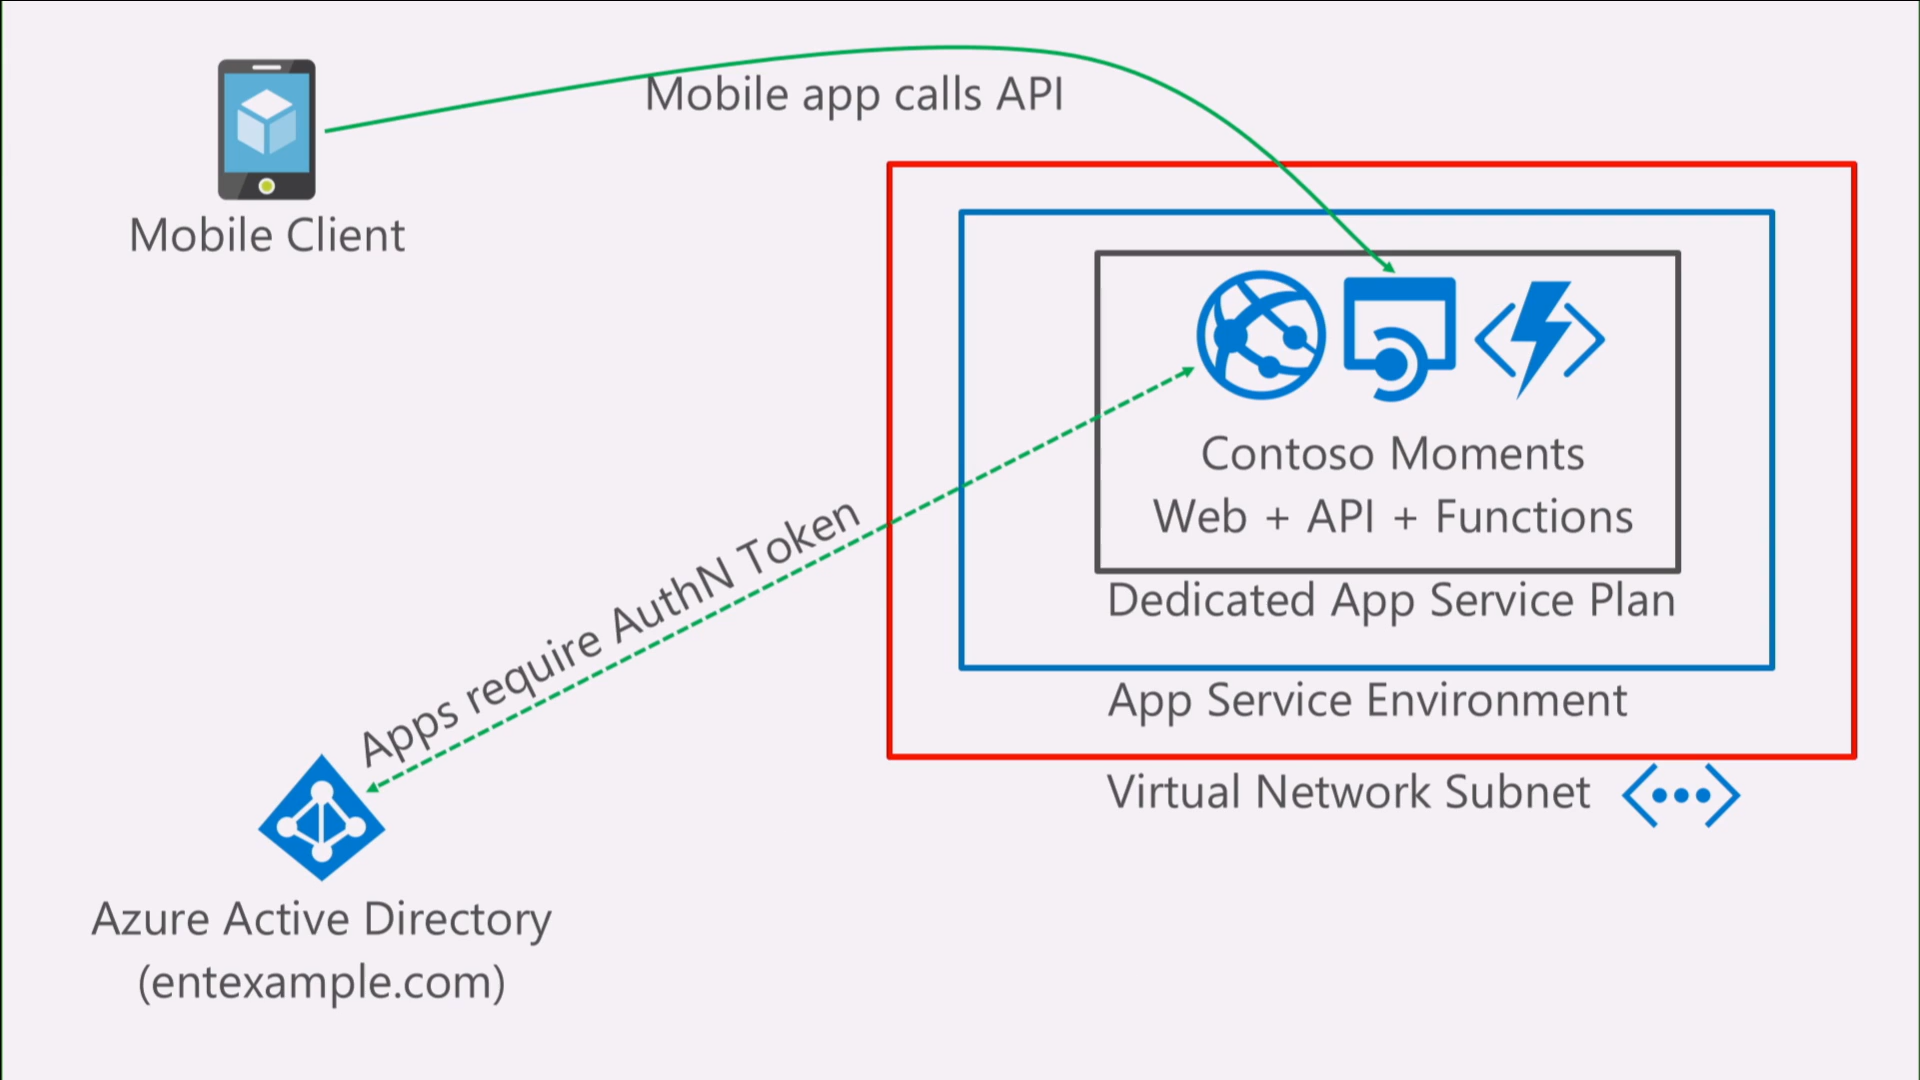 Mobile app calls API
Mobile Client
Contoso Moments
Web + API + Functions
Dedicated App Service Plan
App Service Environment
Virtual Network Subnet
Apps require AuthN Token
Azure Active Directory
(entexample.com)